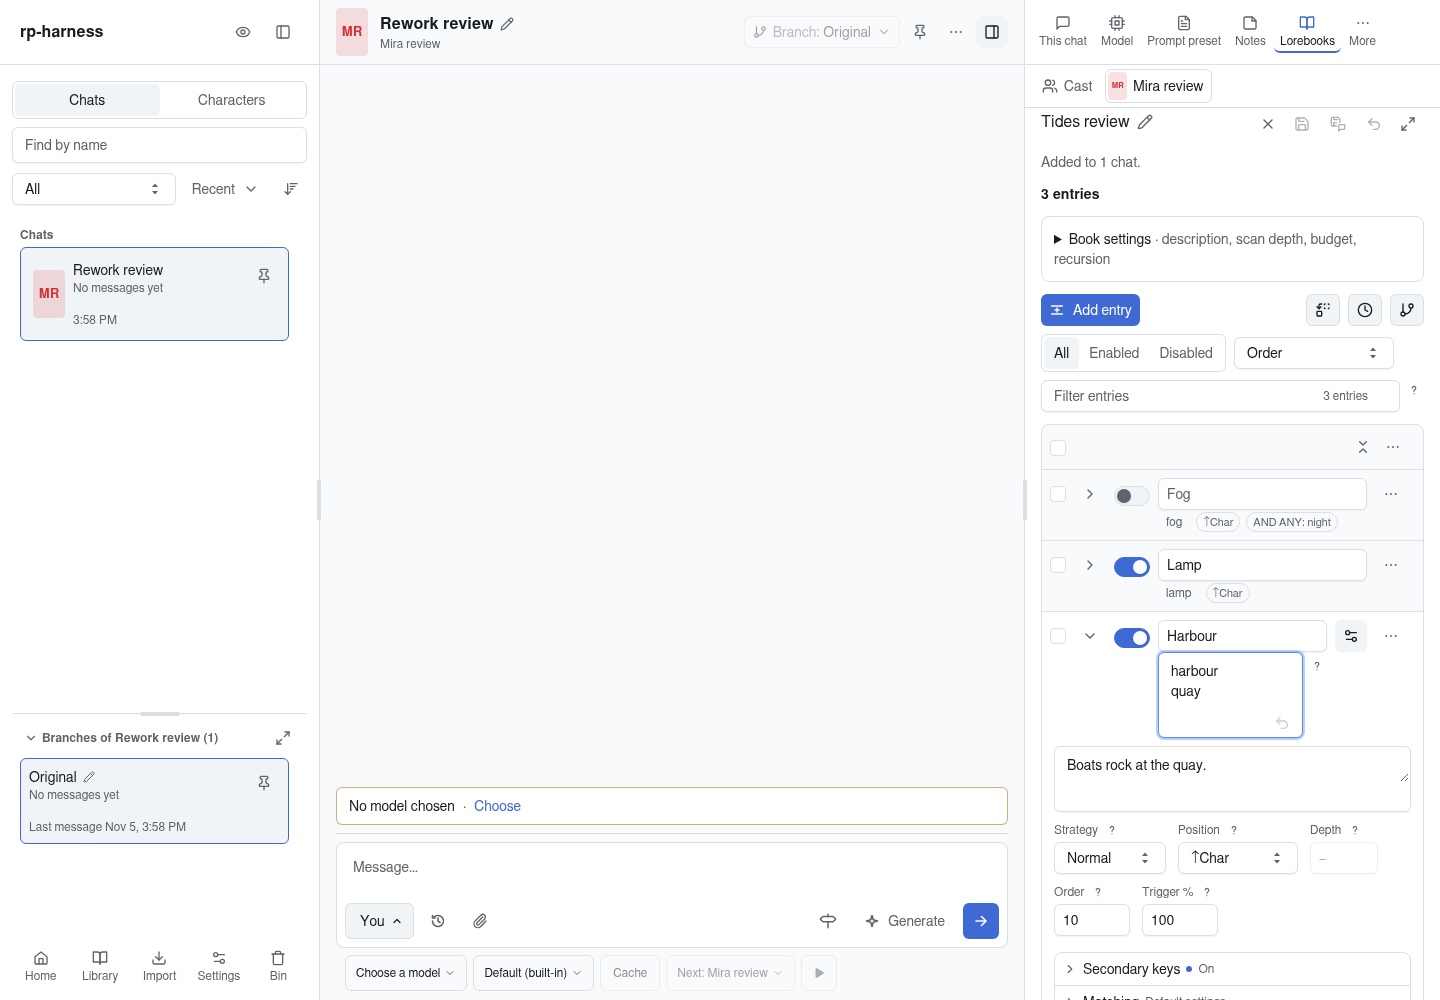 rp-harness
Chats
Characters
Find by name
All
Recent
Chats
MR
Rework review
No messages yet
3:58 PM
Branches of Rework review (1)
Original
No messages yet
Last message Nov 5, 3:58 PM
Home
Library
Import
Settings
Bin
MR
Rework review
Mira review
Branch: Original
No model chosen · Choose
Message...
You
Generate
Choose a model
Default (built-in)
Cache
Next: Mira review
This chat
Model
Prompt preset
Notes
Lorebooks
More
Cast
MR
Mira review
Tides review
Added to 1 chat.
3 entries
Book settings · description, scan depth, budget,
recursion
Add entry
All
Enabled
Disabled
Order
Filter entries
3 entries
?
Fog
fog
↑Char
AND ANY: night
Lamp
lamp
↑Char
Harbour
harbour
quay
?
Boats rock at the quay.
Strategy ?
Position ?
Depth ?
Normal
↑Char
–
Order ?
Trigger % ?
10
100
Secondary keys • On
Matching Default settings